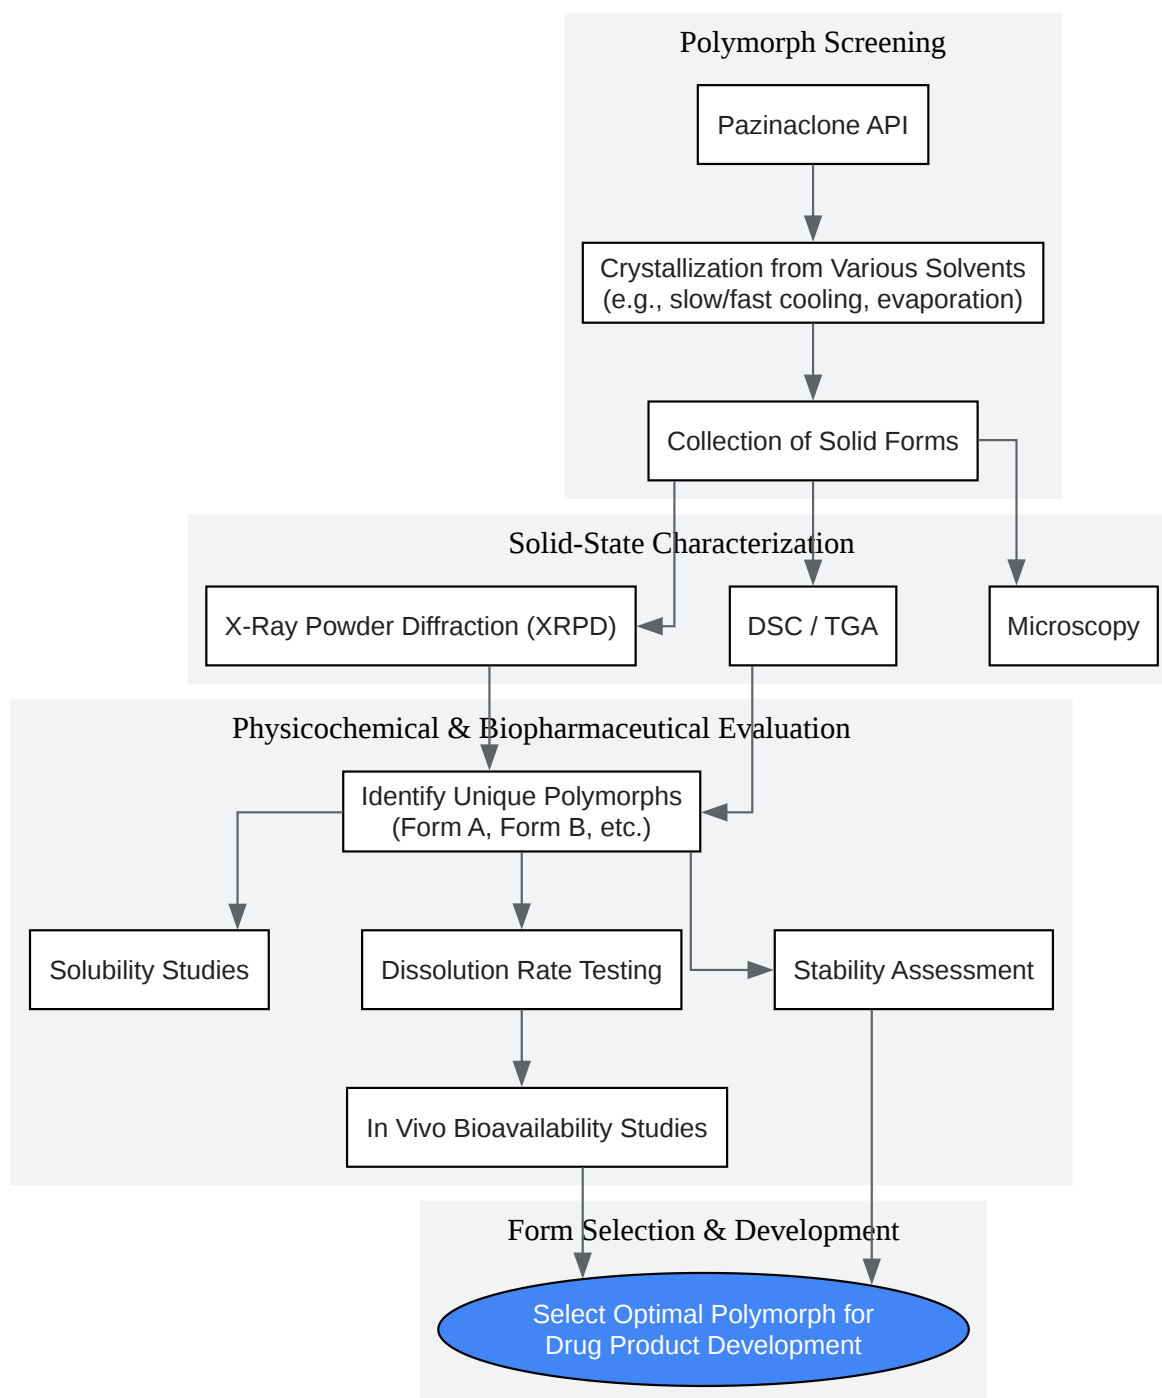 Polymorph Screening
Pazinaclone API
Crystallization from Various Solvents
(e.g., slow/fast cooling, evaporation)
Collection of Solid Forms
Solid-State Characterization
X-Ray Powder Diffraction (XRPD)
DSC / TGA
Microscopy
Physicochemical & Biopharmaceutical Evaluation
Identify Unique Polymorphs
(Form A, Form B, etc.)
Solubility Studies
Dissolution Rate Testing
Stability Assessment
In Vivo Bioavailability Studies
Form Selection & Development
Select Optimal Polymorph for
Drug Product Development